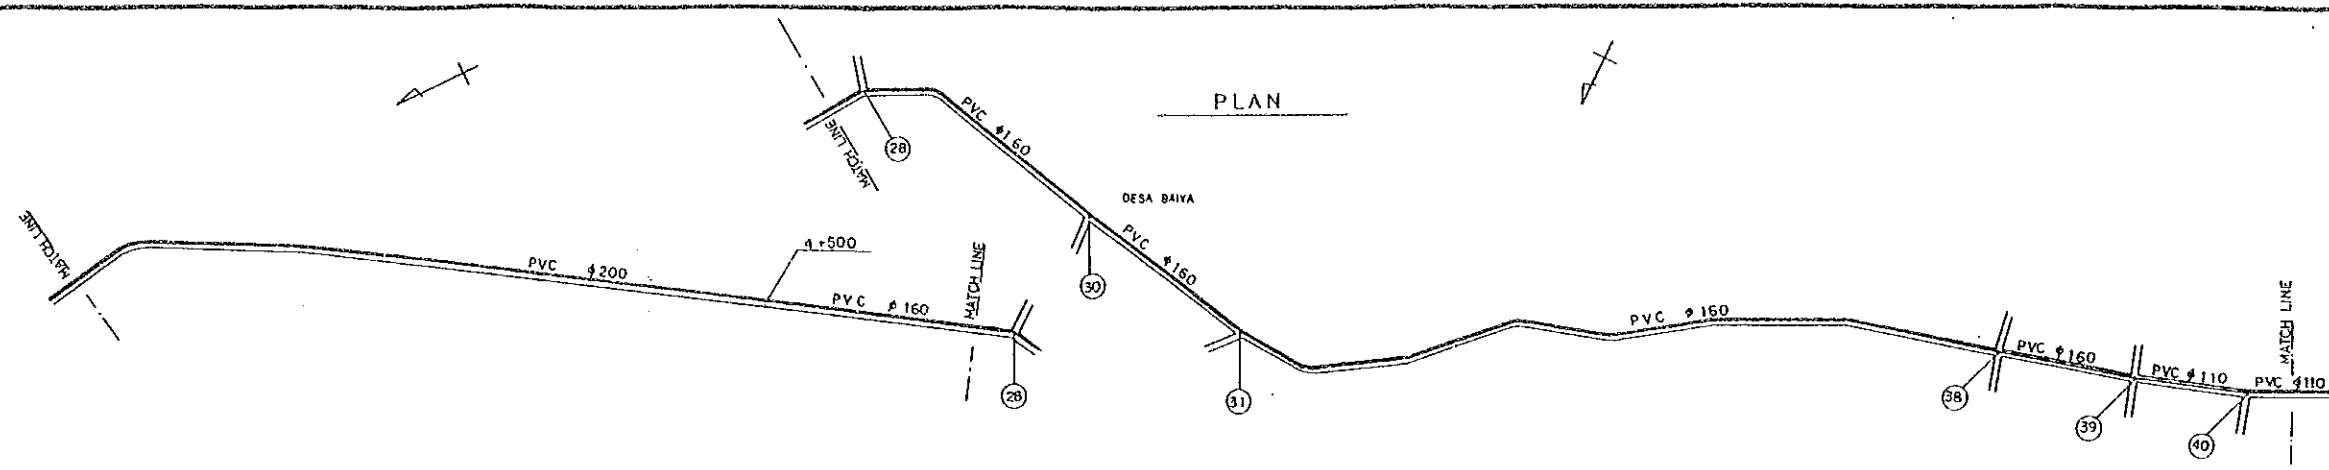 PLAN
MATCH LINE
28
PVC φ160
DESA BAIYA
MATCH LINE
PVC φ200
4+500
PVC φ160
MATCH LINE
28
30
PVC φ160
31
PVC φ160
38
PVC φ160
39
PVC φ110
40
PVC φ110
MATCH LINE